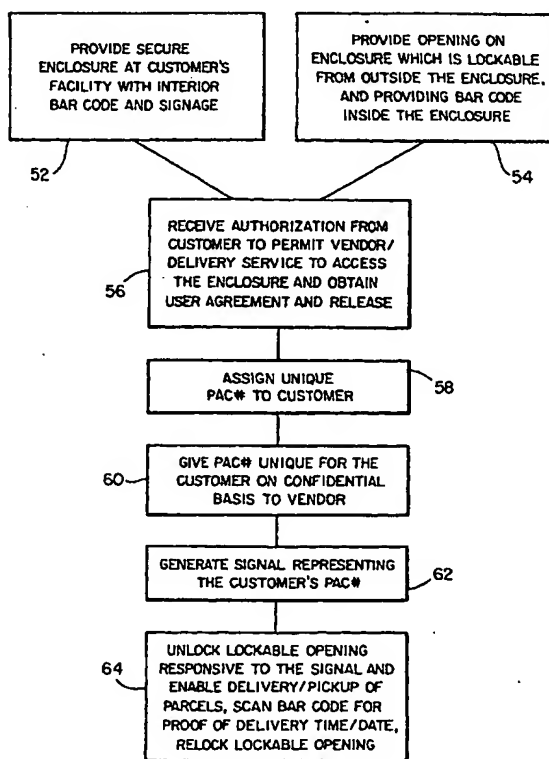 PROVIDE SECURE
ENCLOSURE AT CUSTOMER'S
FACILITY WITH INTERIOR
BAR CODE AND SIGNAGE
52
PROVIDE OPENING ON
ENCLOSURE WHICH IS LOCKABLE
FROM OUTSIDE THE ENCLOSURE,
AND PROVIDING BAR CODE
INSIDE THE ENCLOSURE
54
RECEIVE AUTHORIZATION FROM
CUSTOMER TO PERMIT VENDOR/
DELIVERY SERVICE TO ACCESS
THE ENCLOSURE AND OBTAIN
USER AGREEMENT AND RELEASE
56
ASSIGN UNIQUE
PAC# TO CUSTOMER
58
GIVE PAC# UNIQUE FOR THE
CUSTOMER ON CONFIDENTIAL
BASIS TO VENDOR
60
GENERATE SIGNAL REPRESENTING
THE CUSTOMER'S PAC#
62
UNLOCK LOCKABLE OPENING
RESPONSIVE TO THE SIGNAL AND
ENABLE DELIVERY/PICKUP OF
PARCELS, SCAN BAR CODE FOR
PROOF OF DELIVERY TIME/DATE,
RELOCK LOCKABLE OPENING
64